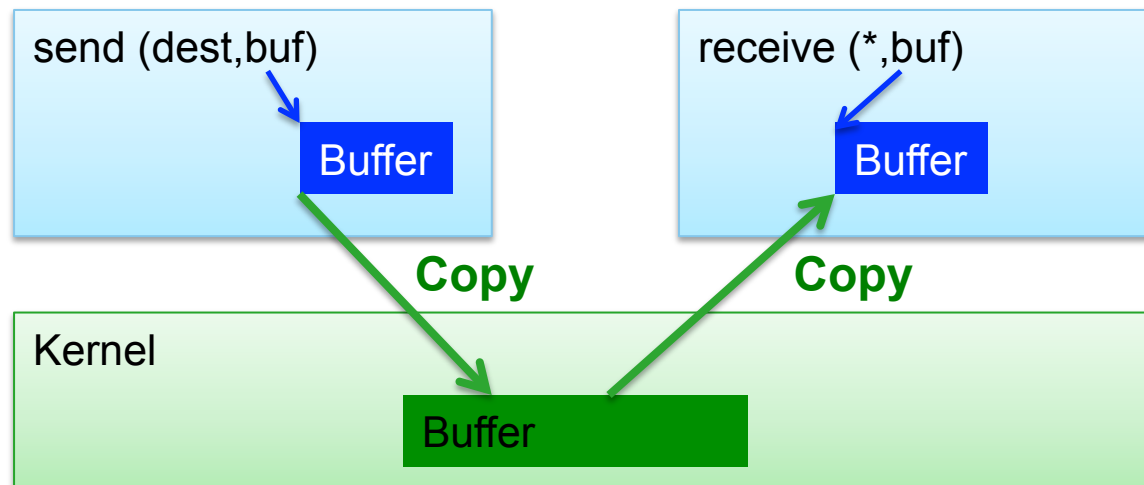 send (dest,buf)
receive (*,buf)
Buffer
Buffer
Copy
Copy
Kernel
Buffer